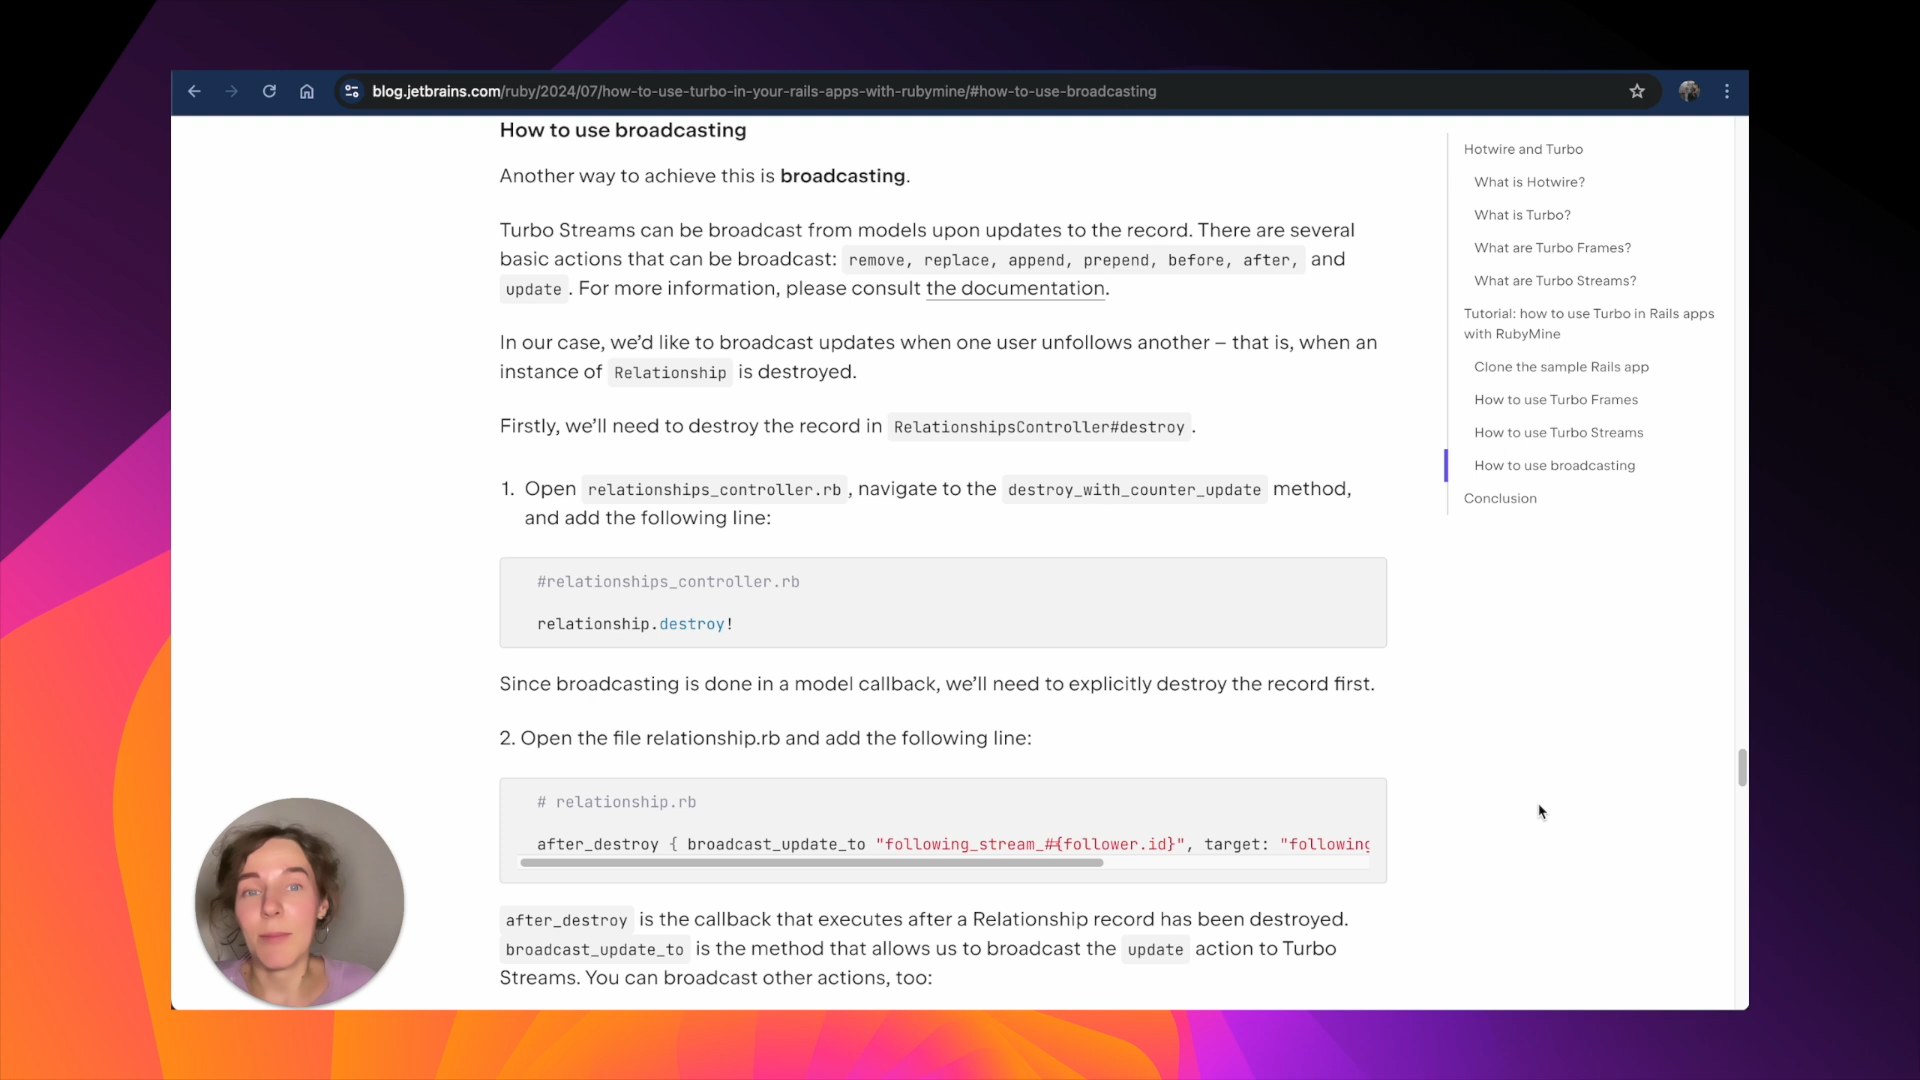 blog.jetbrains.com/ruby/2024/07/how-to-use-turbo-in-your-rails-apps-with-rubymine/#how-to-use-broadcasting
How to use broadcasting
Another way to achieve this is broadcasting.
Turbo Streams can be broadcast from models upon updates to the record. There are several
basic actions that can be broadcast: remove, replace, append, prepend, before, after, and
update. For more information, please consult the documentation.
In our case, we’d like to broadcast updates when one user unfollows another – that is, when an
instance of Relationship is destroyed.
Firstly, we’ll need to destroy the record in RelationshipsController#destroy.
1. Open relationships_controller.rb, navigate to the destroy_with_counter_update method,
and add the following line:
#relationships_controller.rb
relationship.destroy!
Since broadcasting is done in a model callback, we’ll need to explicitly destroy the record first.
2. Open the file relationship.rb and add the following line:
# relationship.rb
after_destroy { broadcast_update_to "following_stream_#{follower.id}", target: "following
after_destroy is the callback that executes after a Relationship record has been destroyed.
broadcast_update_to is the method that allows us to broadcast the update action to Turbo
Streams. You can broadcast other actions, too:
Hotwire and Turbo
What is Hotwire?
What is Turbo?
What are Turbo Frames?
What are Turbo Streams?
Tutorial: how to use Turbo in Rails apps
with RubyMine
Clone the sample Rails app
How to use Turbo Frames
How to use Turbo Streams
How to use broadcasting
Conclusion